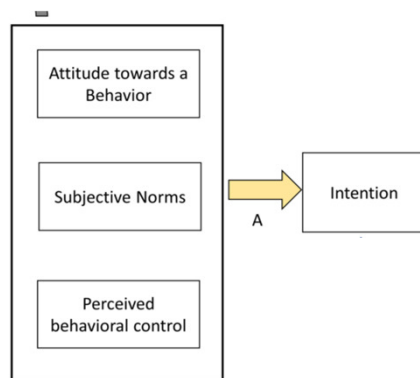 Attitude towards a
Behavior
Subjective Norms
A
Intention
Perceived
behavioral control